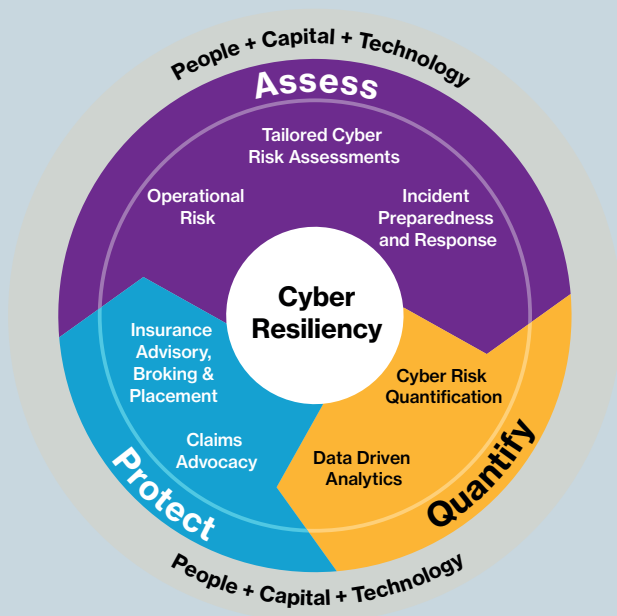 People + Capital + Technology
Assess
Tailored Cyber
Risk Assessments
Operational
Risk
Incident
Preparedness
and Response
Cyber
Resiliency
Insurance
Advisory,
Broking &
Placement
Cyber Risk
Quantification
Claims
Advocacy
Data Driven
Analytics
Protect
Quantify
People + Capital + Technology